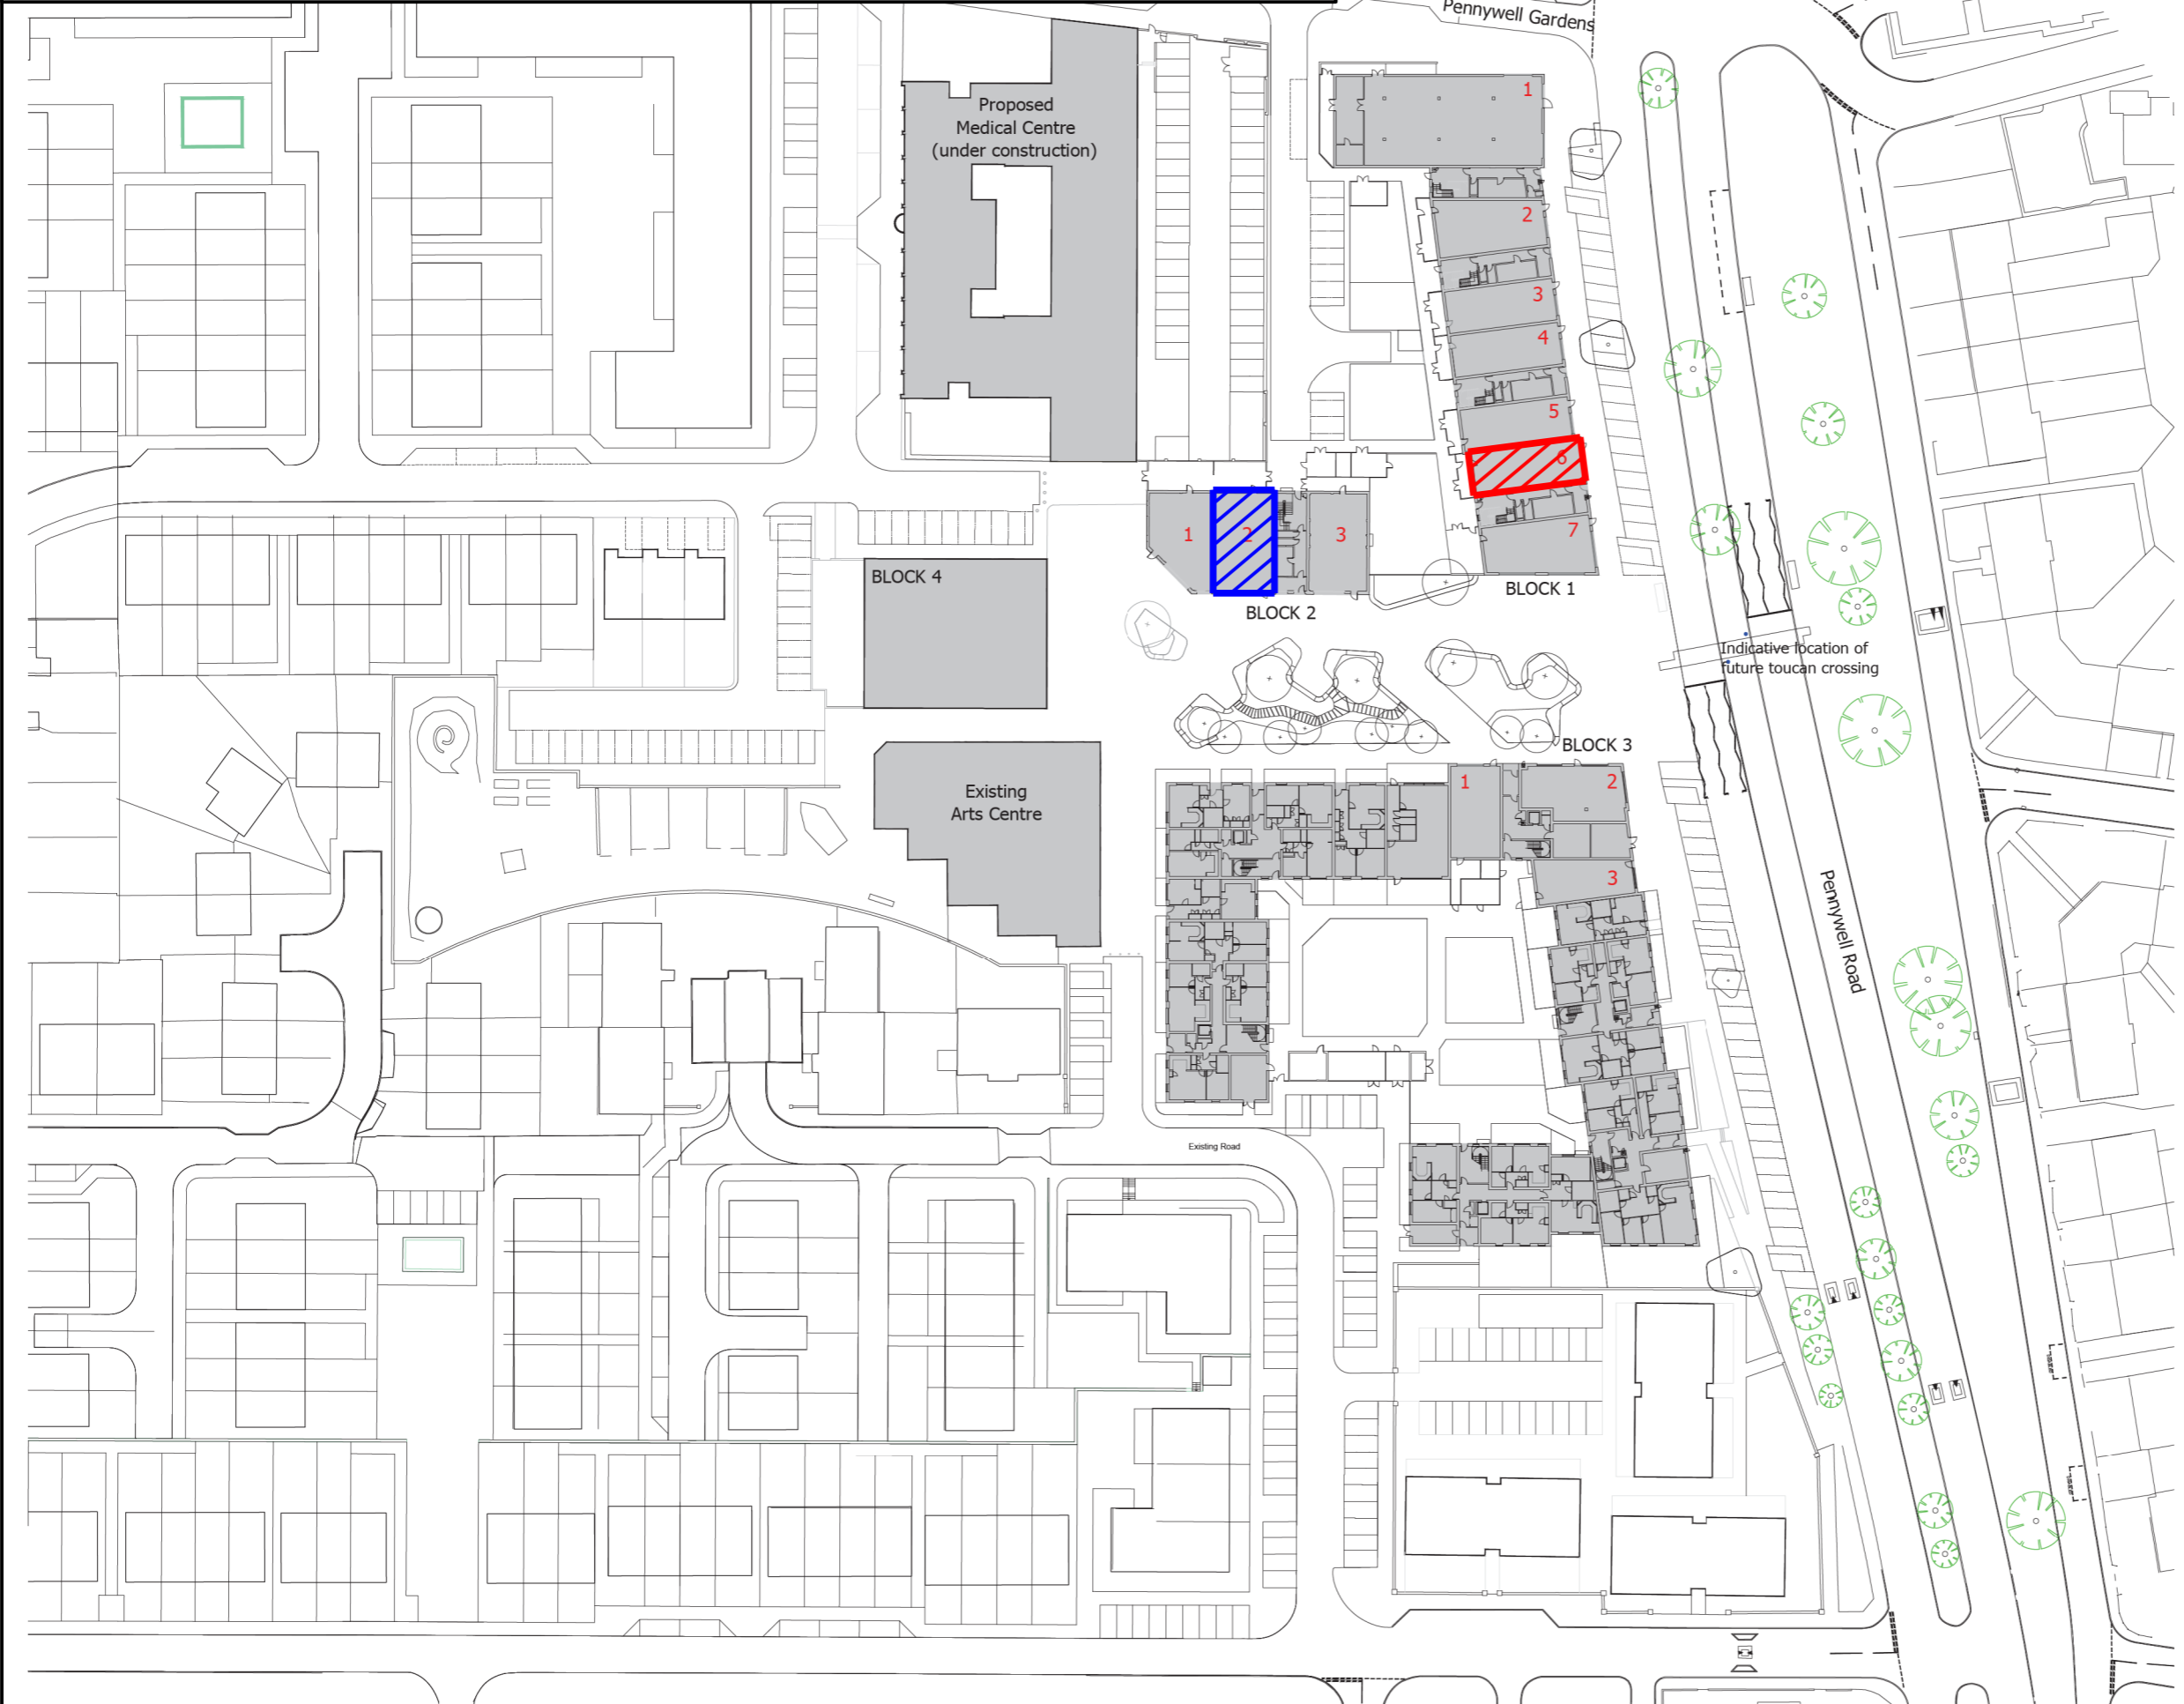 Pennywell Gardens
Proposed
Medical Centre
(under construction)
1
2
3
4
5
6
7
BLOCK 1
1
2
3
BLOCK 2
BLOCK 4
Indicative location of
future toucan crossing
BLOCK 3
1
2
3
Existing
Arts Centre
Pennywell Road
Existing Road